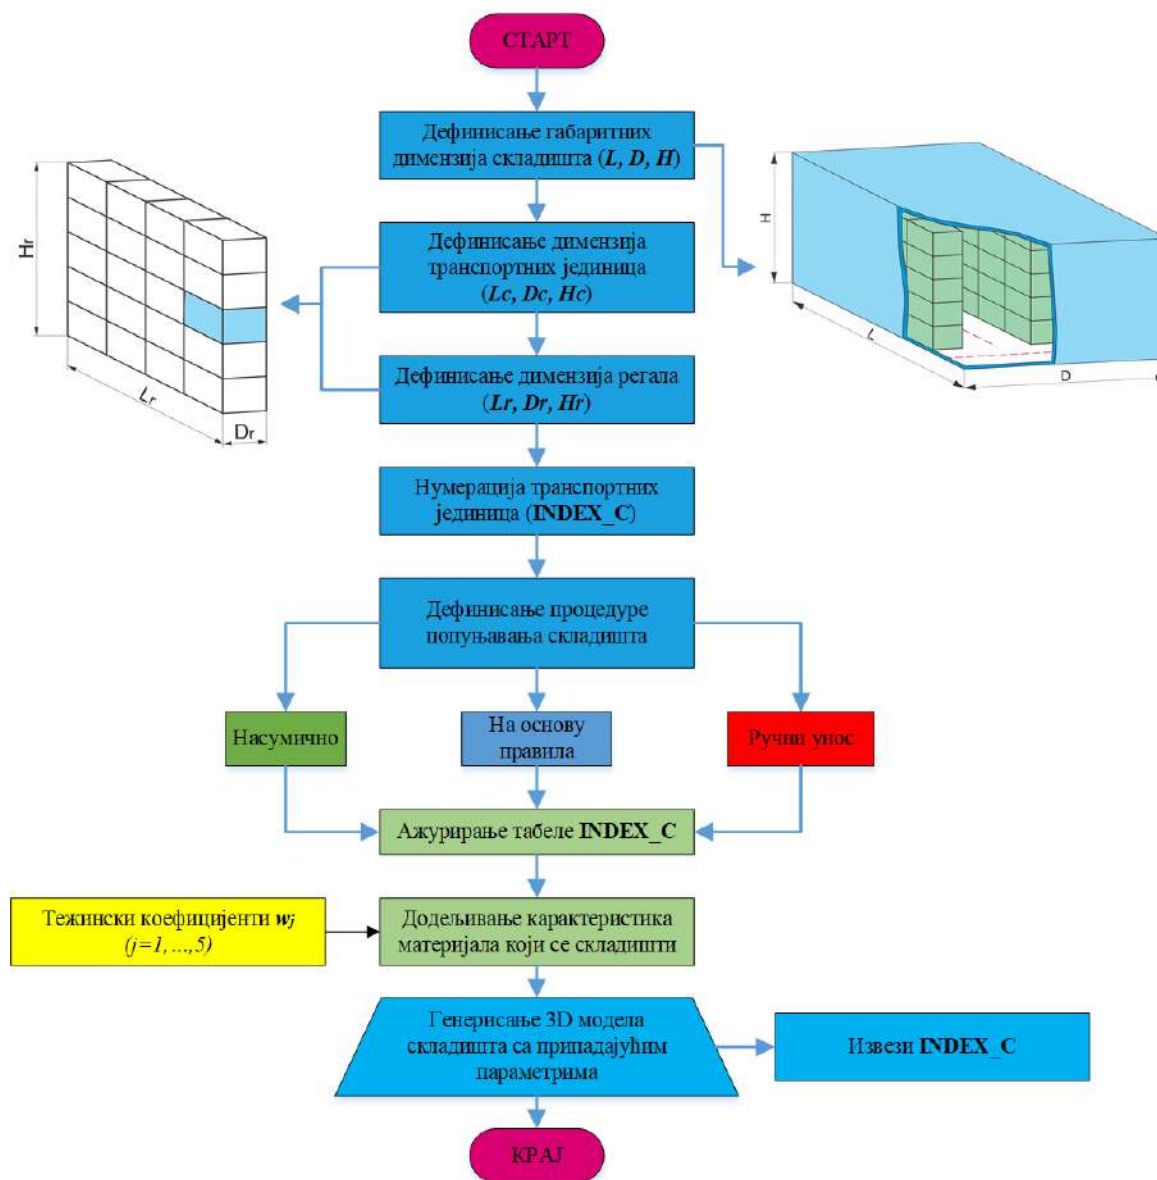 СТАРТ
Дефинисање габаритних
димензија складишта (L, D, H)
Дефинисање димензија
транспортних јединица
(Lc, Dc, Hc)
Дефинисање димензија регала
(Lr, Dr, Hr)
Hr
Lr
Dr
H
L
D
Нумерација транспортних
јединица (INDEX_C)
Дефинисање процедуре
попуњавања складишта
Насумично
На основу
правила
Ручни унос
Ажурирање табеле INDEX_C
Тежински коефицијенти wj
(j=1,...,5)
Додељивање карактеристика
материјала који се складишти
Генерисање 3D модела
складишта са припадајућим
параметрима
Извези INDEX_C
КРАЈ